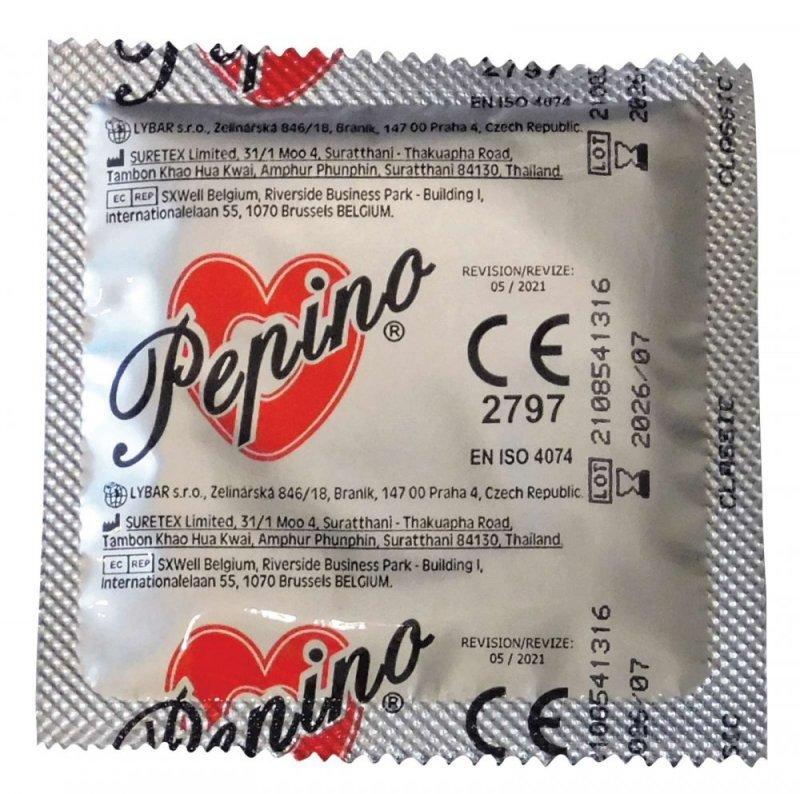 Pepino
2797
EN ISO 4074
LYBAR s.r.o., Zelinářská 846/18, Braník, 147 00 Praha 4, Czech Republic.
SURETEX Limited, 31/1 Moo 4, Suratthani - Thakuapha Road,
Tambon Khao Hua Kwai, Amphur Phunphin, Suratthani 84130, Thailand.
EC REP SXWell Belgium, Riverside Business Park - Building I,
Internationalelaan 55, 1070 Brussels BELGIUM.
LOT
CLASSIC
Pepino®
REVISION/REVIZE:
05 / 2021
CE
2797
EN ISO 4074
LOT 2108541316
2026/07
CLASSIC
LYBAR s.r.o., Zelinářská 846/18, Braník, 147 00 Praha 4, Czech Republic.
SURETEX Limited, 31/1 Moo 4, Suratthani - Thakuapha Road,
Tambon Khao Hua Kwai, Amphur Phunphin, Suratthani 84130, Thailand.
EC REP SXWell Belgium, Riverside Business Park - Building I,
Internationalelaan 55, 1070 Brussels BELGIUM.
Pepino®
REVISION/REVIZE:
05 / 2021
CE